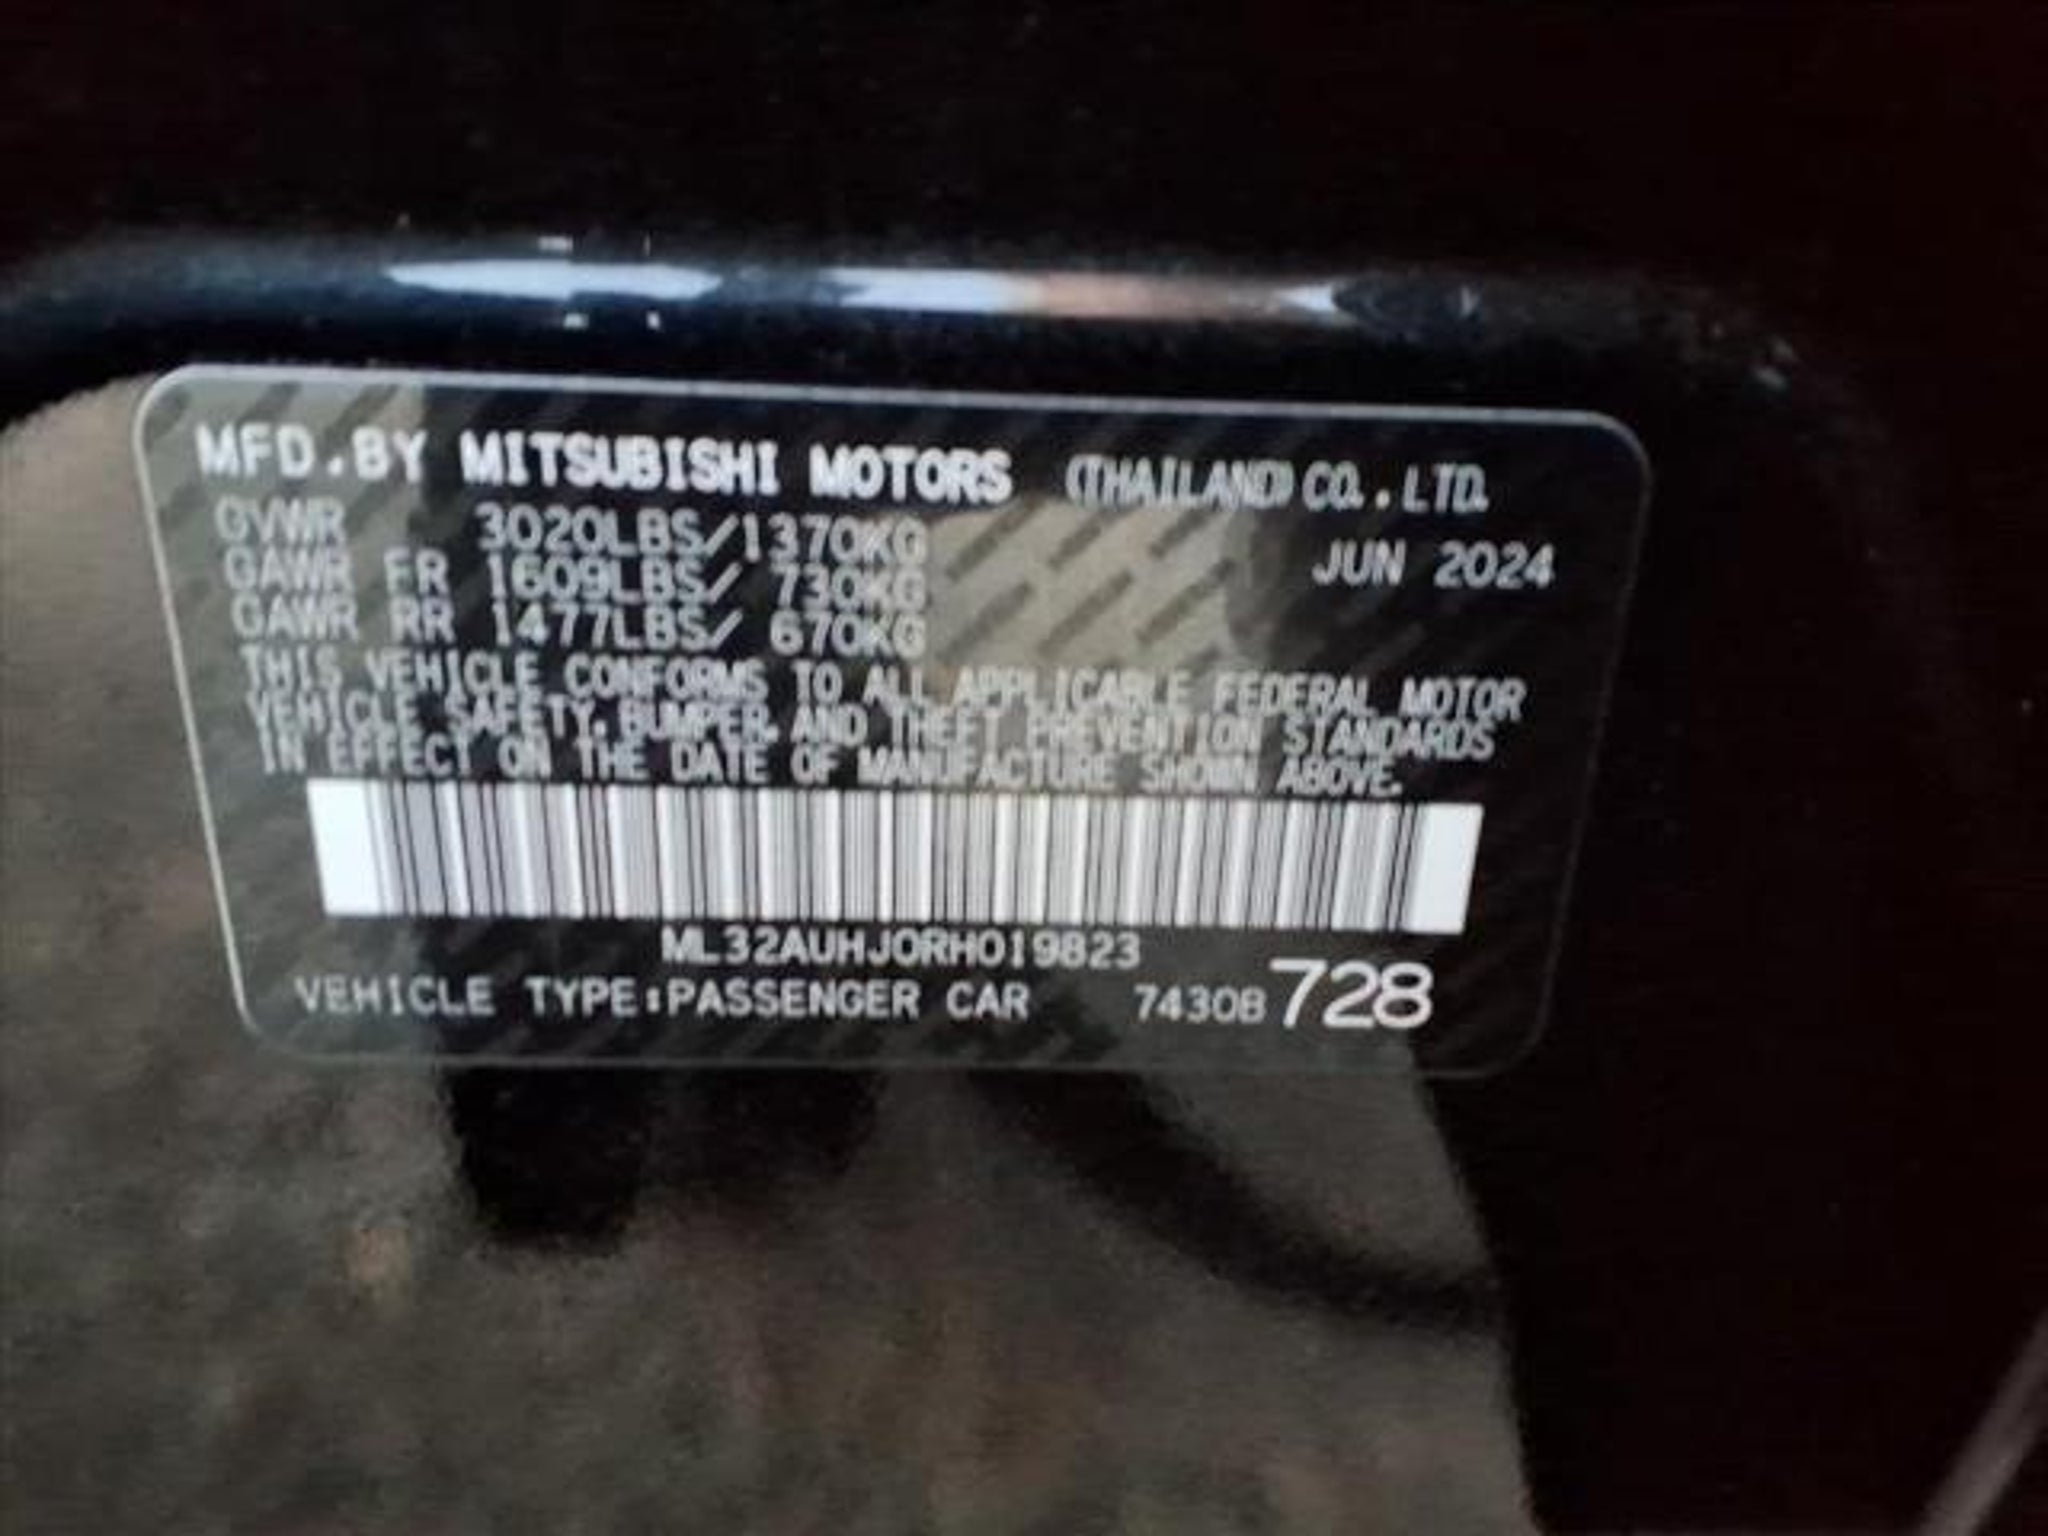 MFD.BY MITSUBISHI MOTORS (THAILAND) CO.,LTD.
GVWR 3020LBS/1370KG JUN 2024
GAWR FR 1609LBS/ 730KG
GAWR RR 1477LBS/ 670KG
THIS VEHICLE CONFORMS TO ALL APPLICABLE FEDERAL MOTOR
VEHICLE SAFETY, BUMPER, AND THEFT PREVENTION STANDARDS
IN EFFECT ON THE DATE OF MANUFACTURE SHOWN ABOVE.
ML32AUHJ0RH019823
VEHICLE TYPE:PASSENGER CAR 7430B728